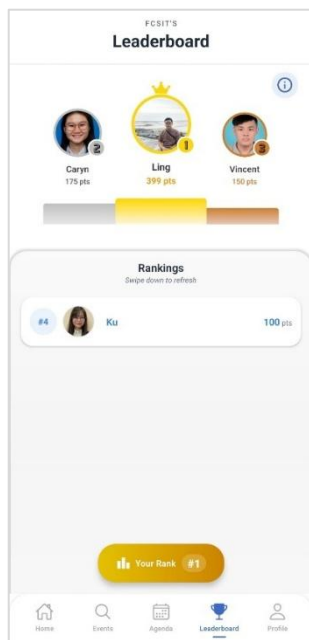 FCSIT'S
Leaderboard
2
1
3
Caryn
Ling
Vincent
175 pts
399 pts
150 pts
Rankings
Swipe down to refresh
#4
Ku
100 pts
Your Rank #1
Home
Events
Agenda
Leaderboard
Profile